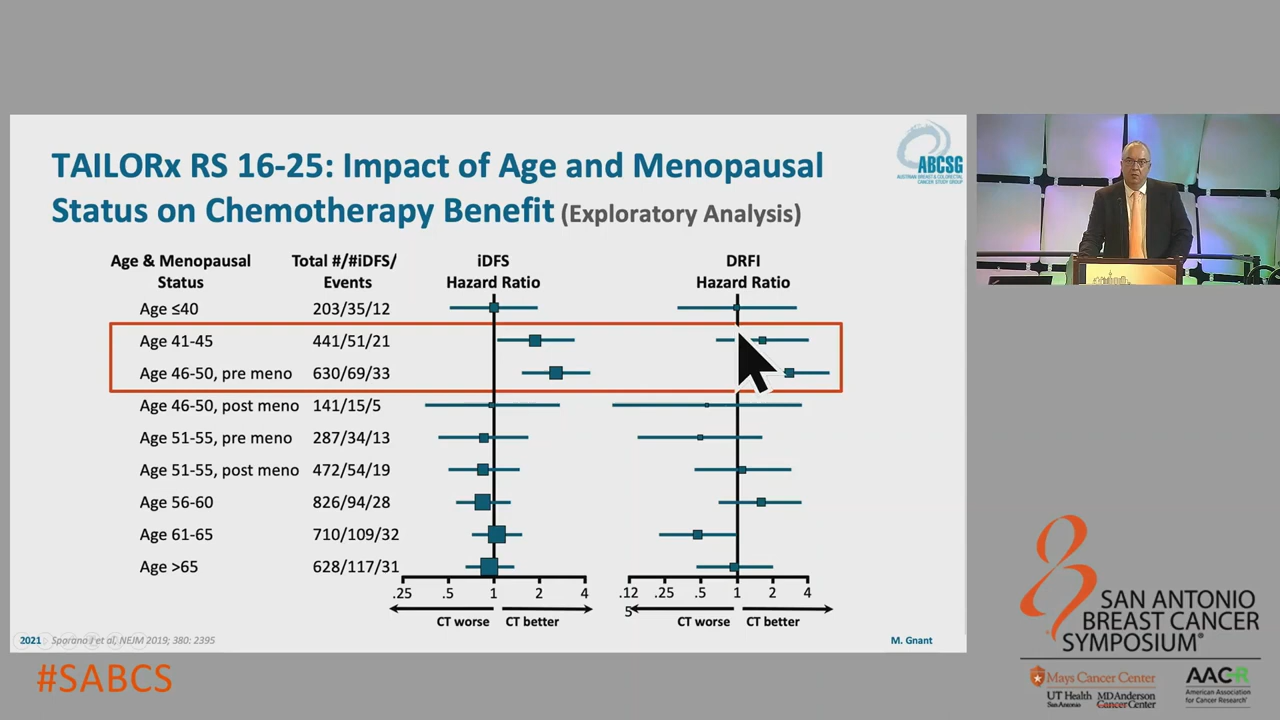 TAILORx RS 16-25: Impact of Age and Menopausal
Status on Chemotherapy Benefit (Exploratory Analysis)
ABCSG
AUSTRIAN BREAST & COLORECTAL
CANCER STUDY GROUP
Age & Menopausal Status
Total #/#iDFS/ Events
iDFS Hazard Ratio
DRFI Hazard Ratio
Age ≤40 203/35/12
Age 41-45 441/51/21
Age 46-50, pre meno 630/69/33
Age 46-50, post meno 141/15/5
Age 51-55, pre meno 287/34/13
Age 51-55, post meno 472/54/19
Age 56-60 826/94/28
Age 61-65 710/109/32
Age >65 628/117/31
.25 .5 1 2 4
.125 .25 .5 1 2 4
CT worse CT better
CT worse CT better
2021 Sparano J et al, NEJM 2019; 380: 2395
M. Gnant
#SABCS
SAN ANTONIO
BREAST CANCER
SYMPOSIUM®
Mays Cancer Center
UT Health
San Antonio
MD Anderson
Cancer Center
AACR
American Association
for Cancer Research®